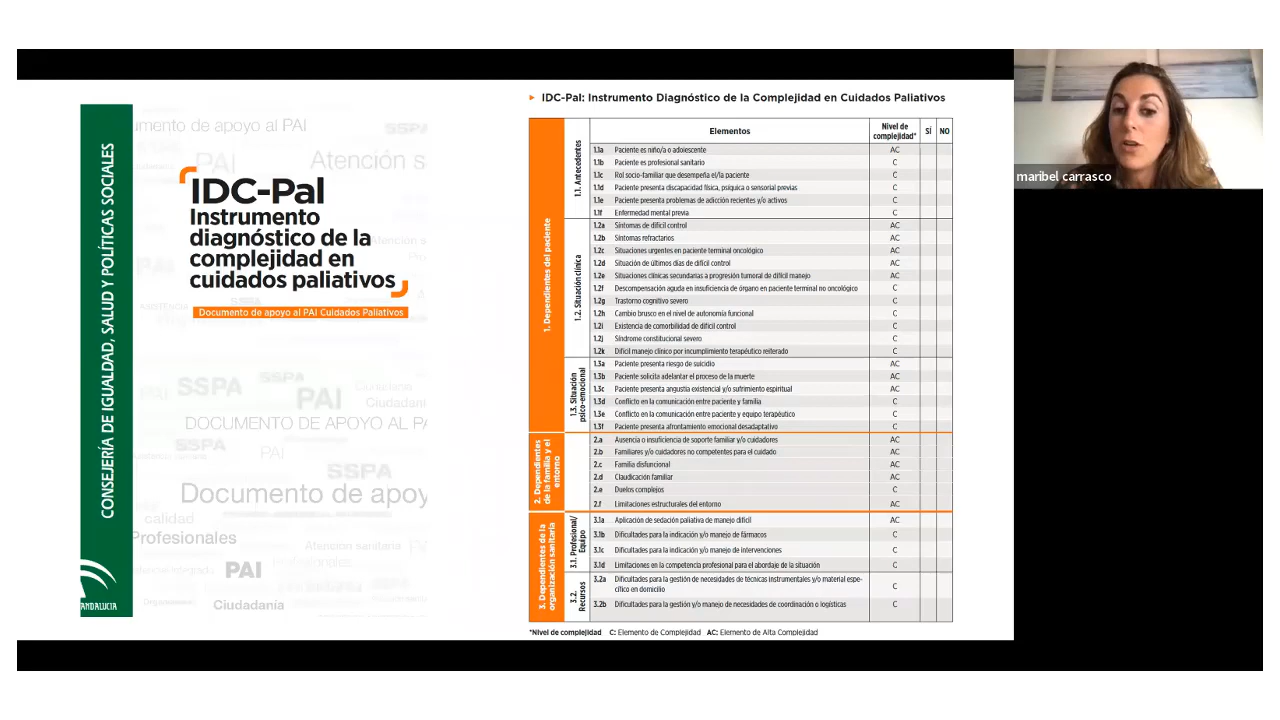 CONSEJERÍA DE IGUALDAD, SALUD Y POLÍTICAS SOCIALES
ANDALUCIA
umento de apoyo al PAI
SSPA
PAI
Atención s
IDC-Pal
Instrumento
diagnóstico de la
complejidad en
cuidados paliativos
Documento de apoyo al PAI Cuidados Paliativos
SSPA
SSPA
PAI
Ciudadaní
DOCUMENTO DE APOYO AL PA
SSPA
PAI
SSPA
Documento de apoy
calidad
Profesionales
Atención sanitaria
PAI
Ciudadanía
IDC-Pal: Instrumento Diagnóstico de la Complejidad en Cuidados Paliativos
Elementos
Nivel de
complejidad*
SÍ
NO
1. Dependientes del paciente
1.1. Antecedentes
1.1a Paciente es niño/a o adolescente AC
1.1b Paciente es profesional sanitario C
1.1c Rol socio-familiar que desempeña el/la paciente C
1.1d Paciente presenta discapacidad física, psíquica o sensorial previas C
1.1e Paciente presenta problemas de adicción recientes y/o activos C
1.1f Enfermedad mental previa C
1.2. Situación clínica
1.2a Síntomas de difícil control AC
1.2b Síntomas refractarios AC
1.2c Situaciones urgentes en paciente terminal oncológico AC
1.2d Situación de últimos días de difícil control AC
1.2e Situaciones clínicas secundarias a progresión tumoral de difícil manejo AC
1.2f Descompensación aguda en insuficiencia de órgano en paciente terminal no oncológico C
1.2g Trastorno cognitivo severo C
1.2h Cambio brusco en el nivel de autonomía funcional C
1.2i Existencia de comorbilidad de difícil control C
1.2j Síndrome constitucional severo C
1.2k Difícil manejo clínico por incumplimiento terapéutico reiterado C
1.3. Situación
psico-emocional
1.3a Paciente presenta riesgo de suicidio AC
1.3b Paciente solicita adelantar el proceso de la muerte AC
1.3c Paciente presenta angustia existencial y/o sufrimiento espiritual AC
1.3d Conflicto en la comunicación entre paciente y familia C
1.3e Conflicto en la comunicación entre paciente y equipo terapéutico C
1.3f Paciente presenta afrontamiento emocional desadaptativo C
2. Dependientes
de la familia y el
entorno
2.a Ausencia o insuficiencia de soporte familiar y/o cuidadores AC
2.b Familiares y/o cuidadores no competentes para el cuidado AC
2.c Familia disfuncional AC
2.d Claudicación familiar AC
2.e Duelos complejos C
2.f Limitaciones estructurales del entorno AC
3. Dependientes de la
organización sanitaria
3.1. Profesional/
Equipo
3.1a Aplicación de sedación paliativa de manejo difícil AC
3.1b Dificultades para la indicación y/o manejo de fármacos C
3.1c Dificultades para la indicación y/o manejo de intervenciones C
3.1d Limitaciones en la competencia profesional para el abordaje de la situación C
3.2.
Recursos
3.2a Dificultades para la gestión de necesidades de técnicas instrumentales y/o material espe-
cífico en domicilio C
3.2b Dificultades para la gestión y/o manejo de necesidades de coordinación o logísticas C
*Nivel de complejidad C: Elemento de Complejidad AC: Elemento de Alta Complejidad
maribel carrasco